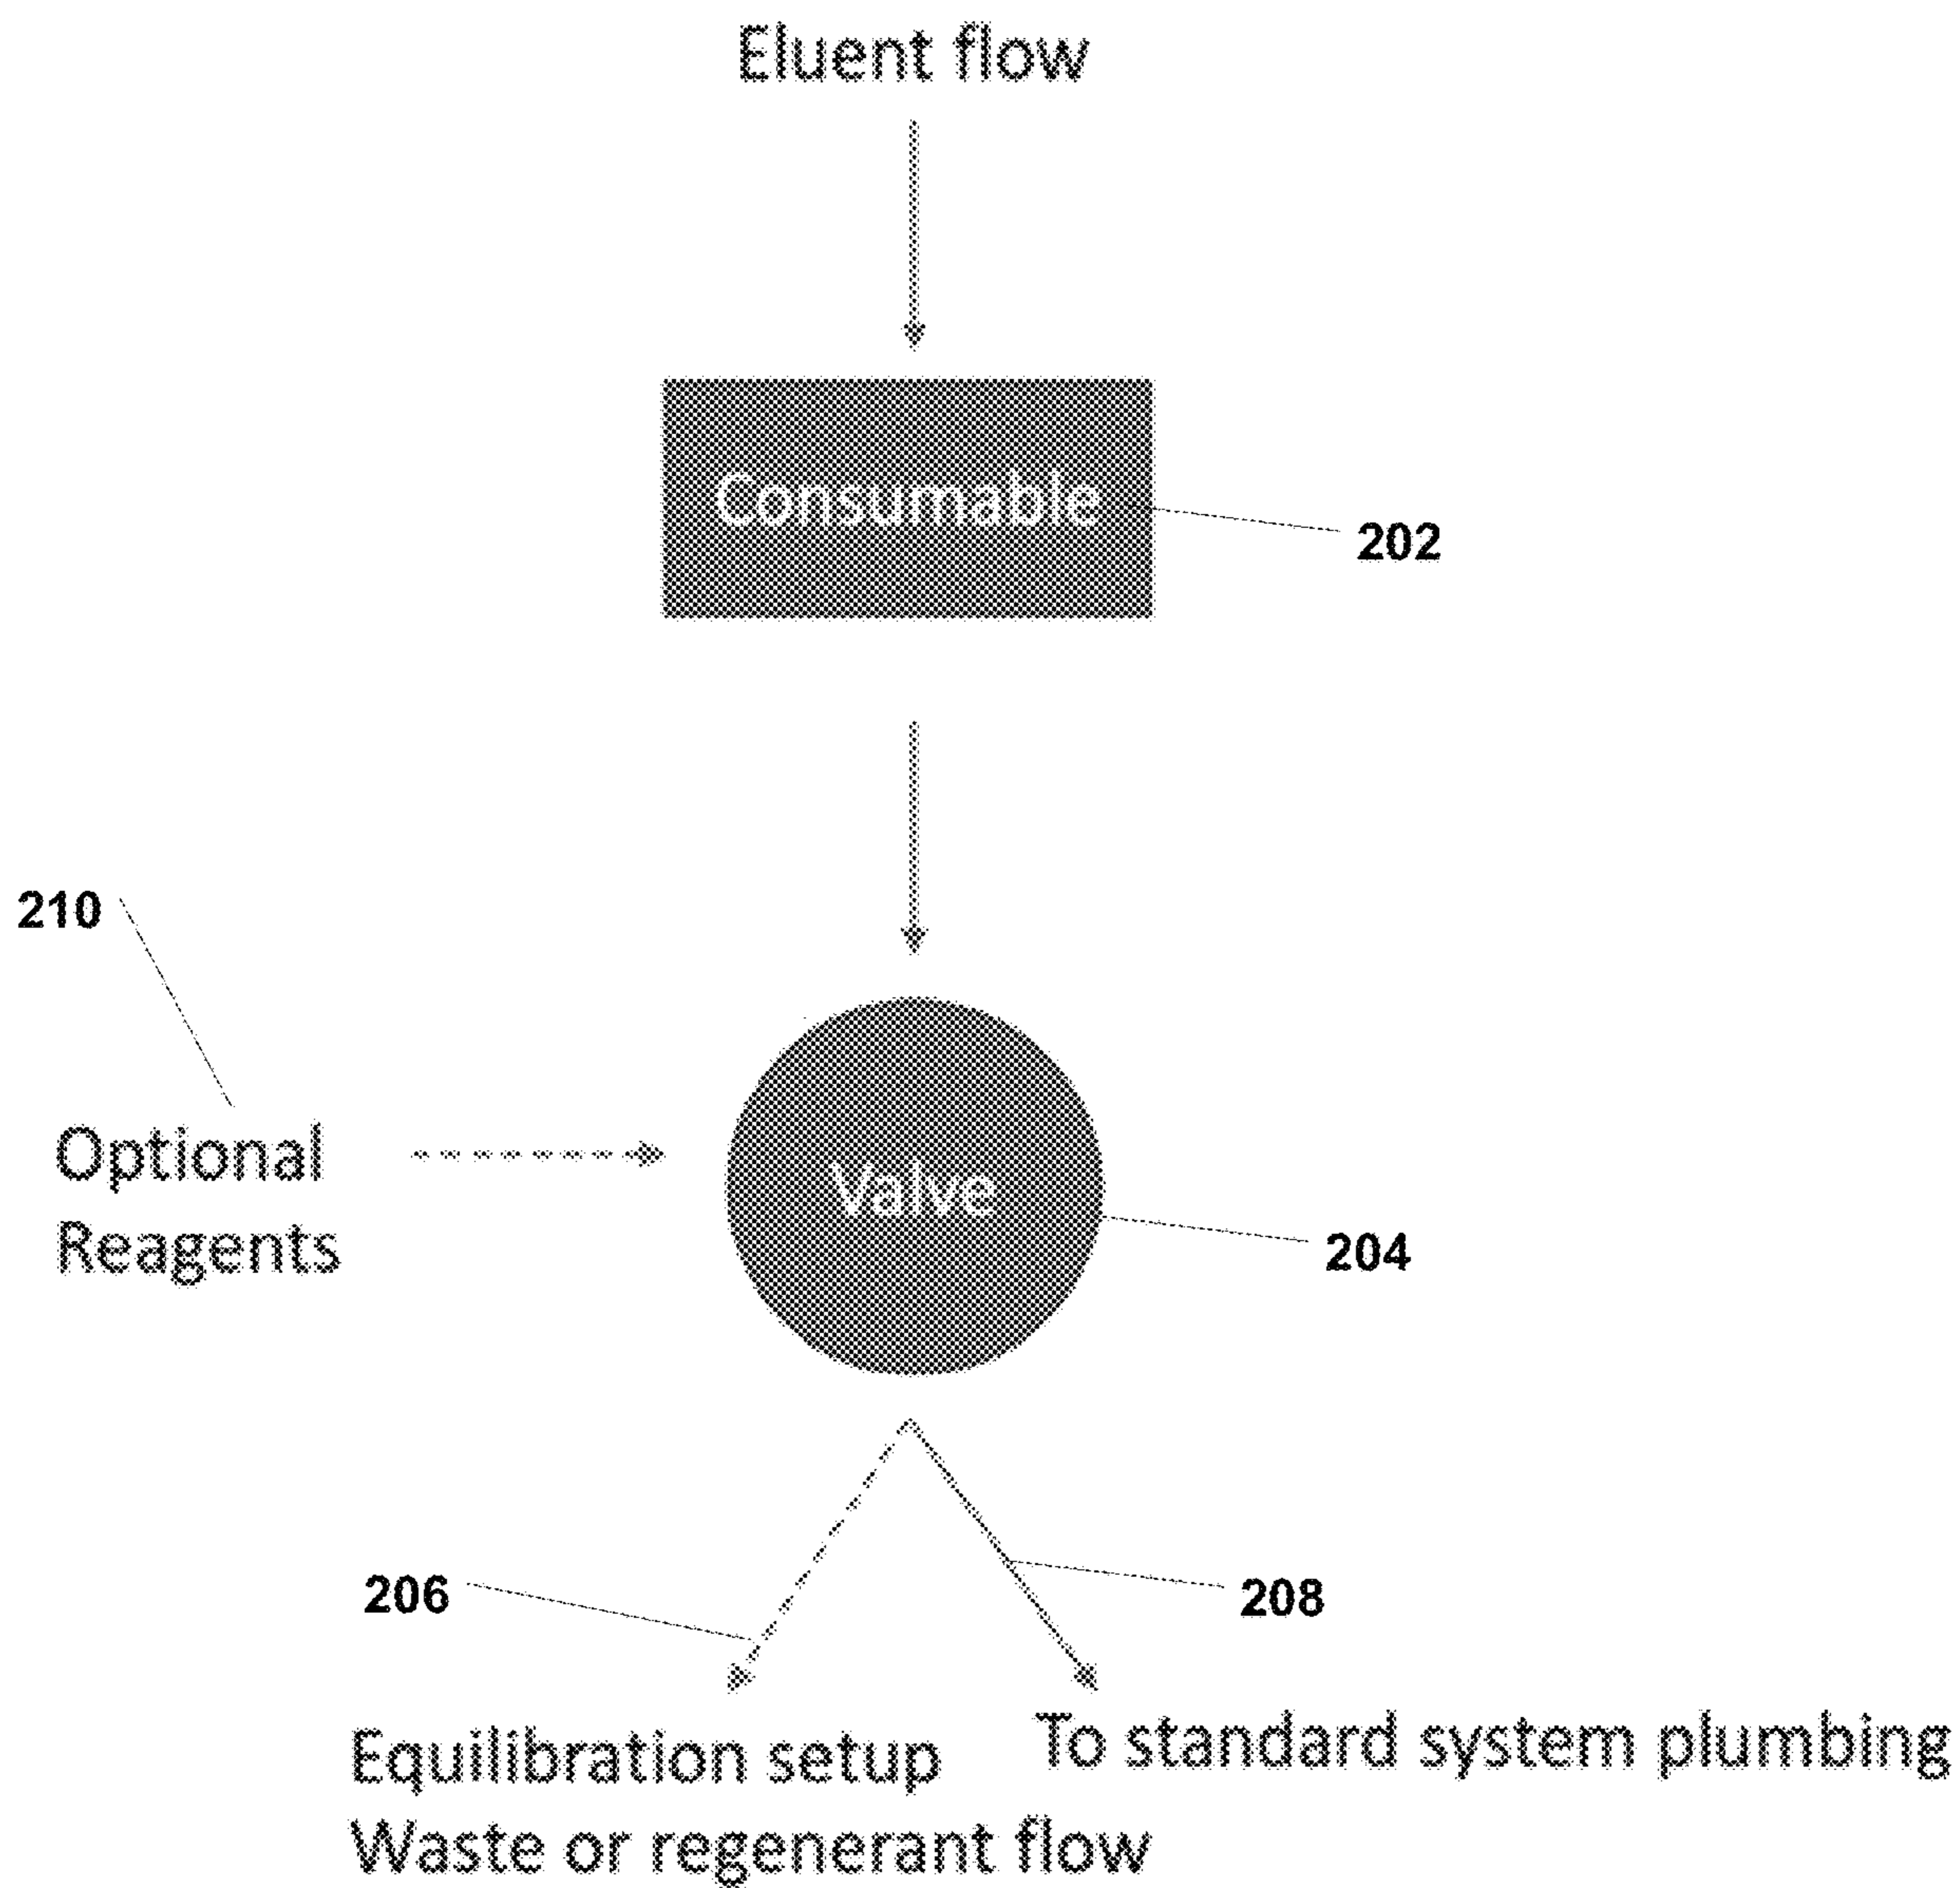 Eluent flow
Consumable
202
210
Optional
Reagents
Valve
204
206
208
Equilibration setup
Waste or regenerant flow
To standard system plumbing